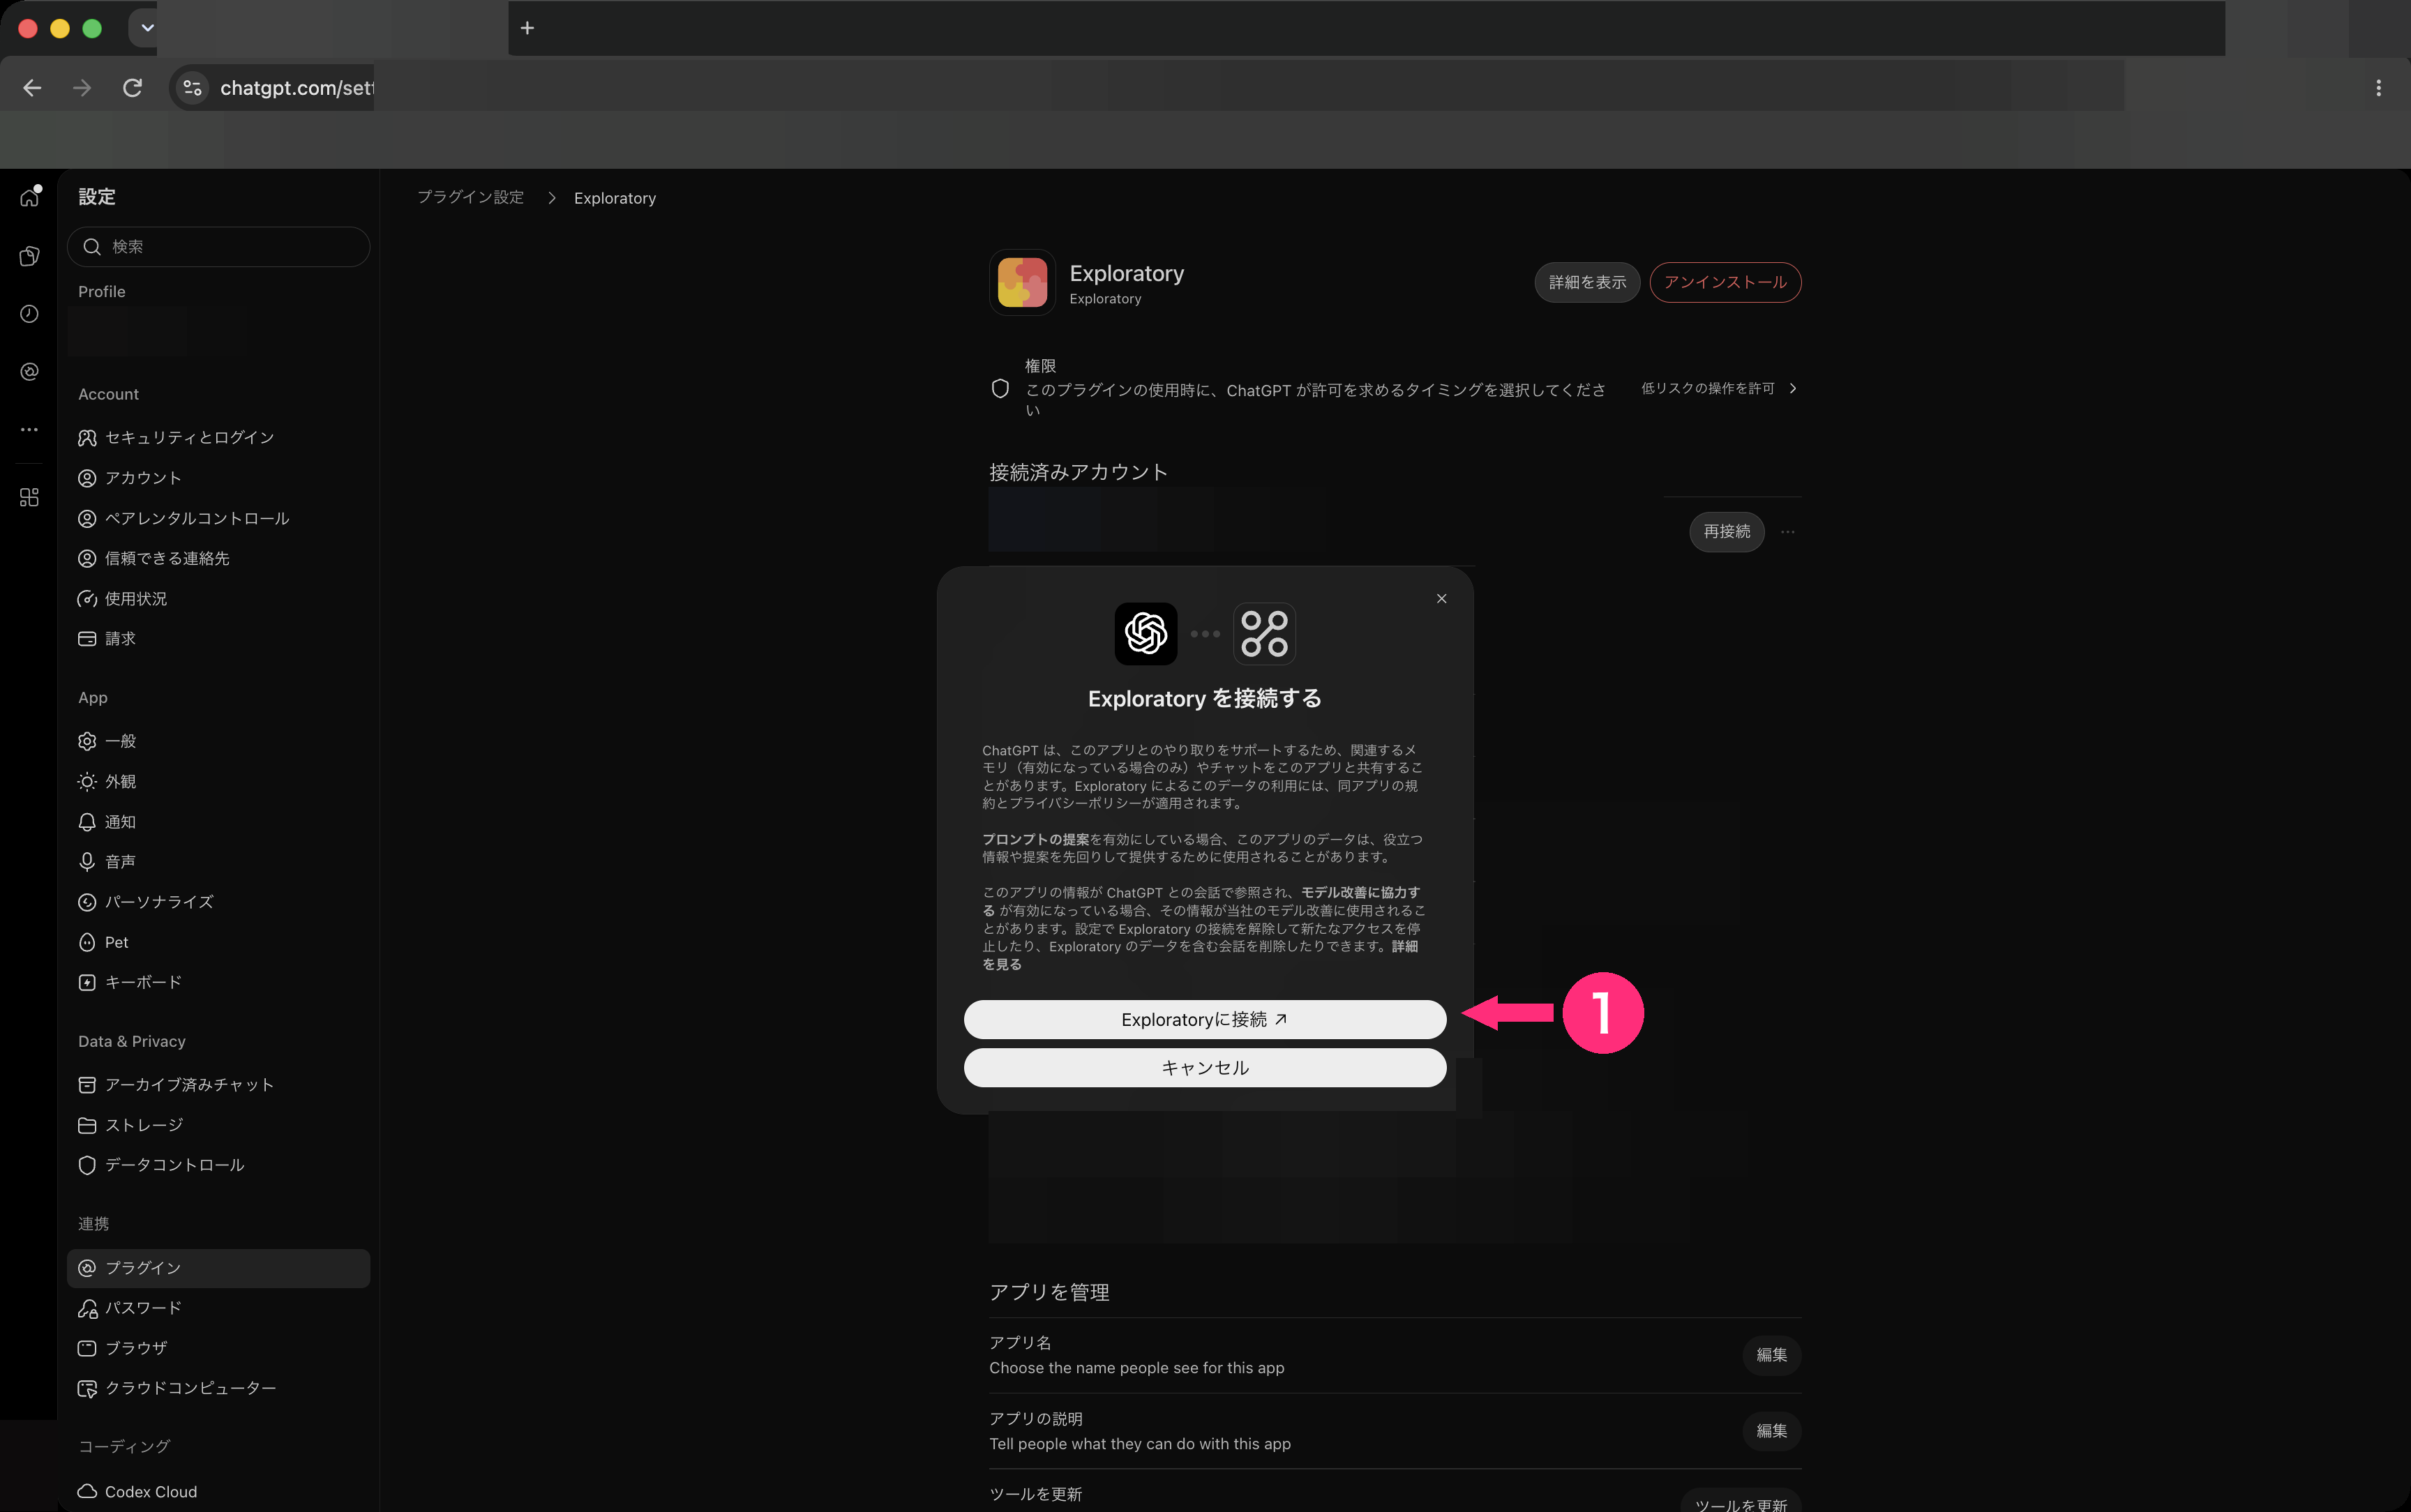 chatgpt.com/sett
設定
検索
Profile
Account
セキュリティとログイン
アカウント
ペアレンタルコントロール
信頼できる連絡先
使用状況
請求
App
一般
外観
通知
音声
パーソナライズ
Pet
キーボード
Data & Privacy
アーカイブ済みチャット
ストレージ
データコントロール
連携
プラグイン
パスワード
ブラウザ
クラウドコンピューター
コーディング
Codex Cloud
プラグイン設定 > Exploratory
Exploratory
Exploratory
詳細を表示
アンインストール
権限
このプラグインの使用時に、ChatGPT が許可を求めるタイミングを選択してくださ
い
低リスクの操作を許可
接続済みアカウント
再接続
Exploratory を接続する
ChatGPT は、このアプリとのやり取りをサポートするため、関連するメ
モリ（有効になっている場合のみ）やチャットをこのアプリと共有するこ
とがあります。Exploratory によるこのデータの利用には、同アプリの規
約とプライバシーポリシーが適用されます。
プロンプトの提案を有効にしている場合、このアプリのデータは、役立つ
情報や提案を先回りして提供するために使用されることがあります。
このアプリの情報が ChatGPT との会話で参照され、モデル改善に協力す
る が有効になっている場合、その情報が当社のモデル改善に使用されるこ
とがあります。設定で Exploratory の接続を解除して新たなアクセスを停
止したり、Exploratory のデータを含む会話を削除したりできます。詳細
を見る
Exploratoryに接続 ↗
1
キャンセル
アプリを管理
アプリ名
Choose the name people see for this app
編集
アプリの説明
Tell people what they can do with this app
編集
ツールを更新
ツールを更新